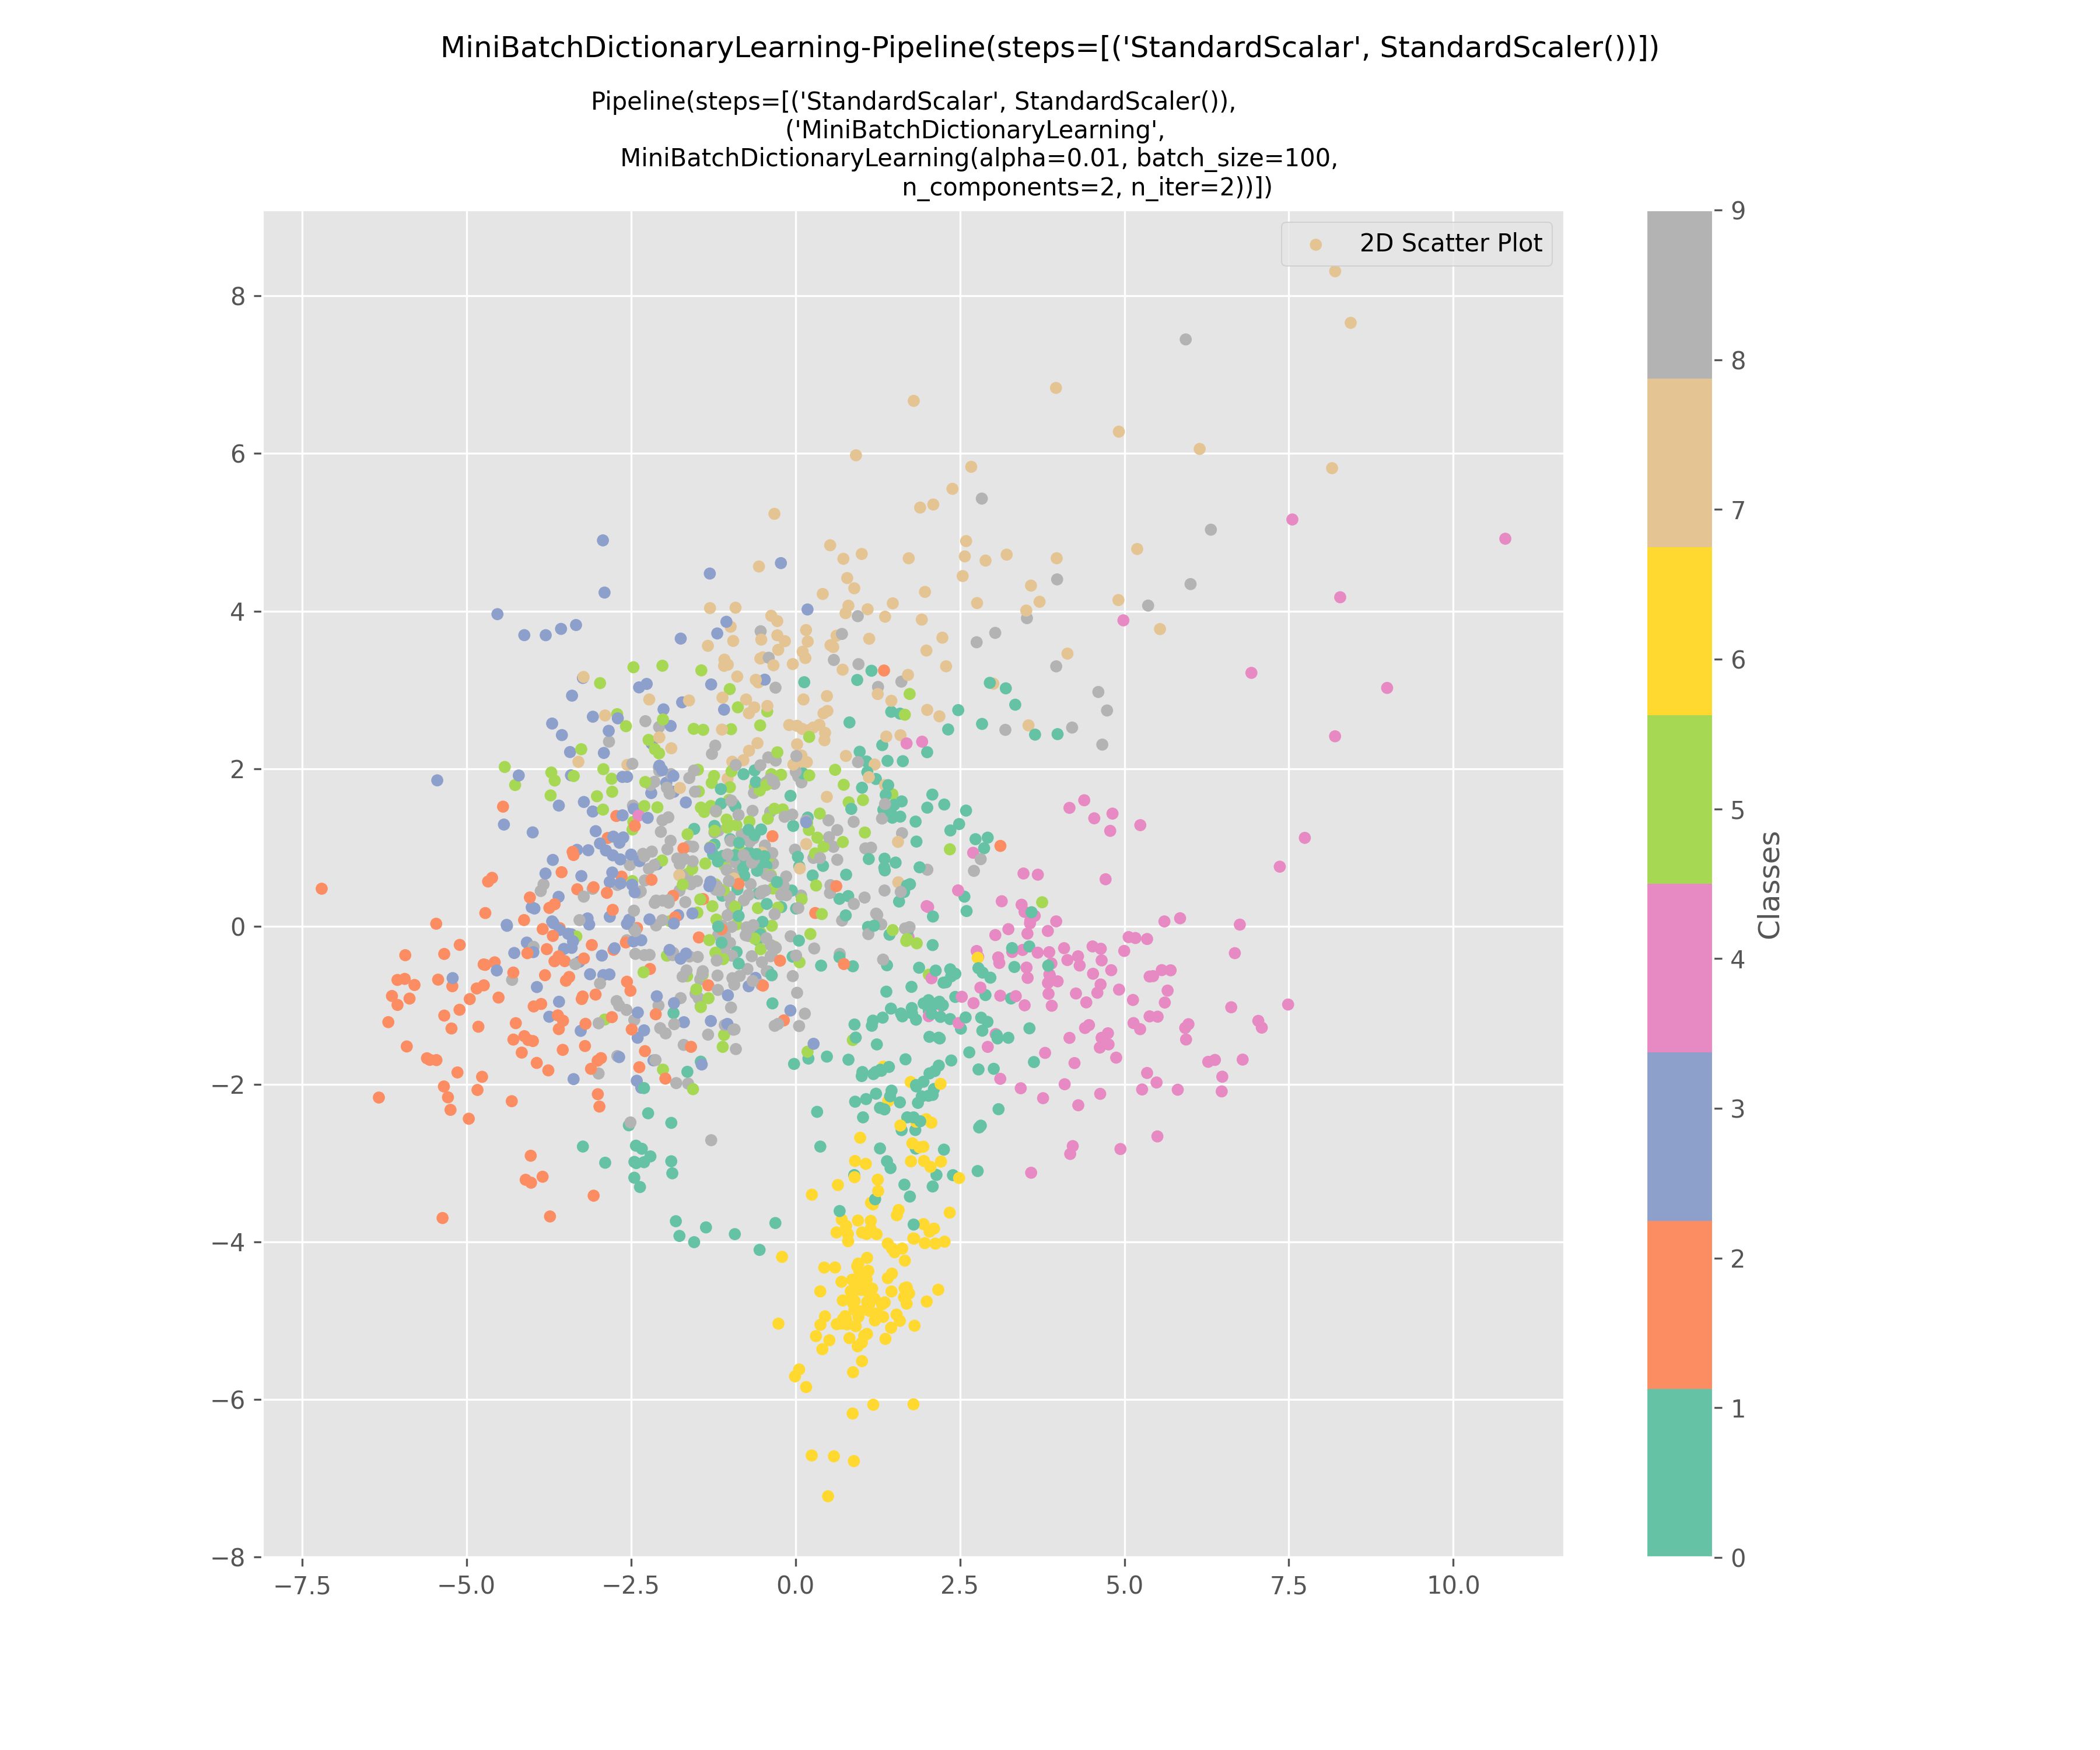 MiniBatchDictionaryLearning-Pipeline(steps=[('StandardScalar', StandardScaler())])
Pipeline(steps=[('StandardScalar', StandardScaler()),
('MiniBatchDictionaryLearning',
MiniBatchDictionaryLearning(alpha=0.01, batch_size=100,
n_components=2, n_iter=2))])
2D Scatter Plot
8
6
4
2
0
−2
−4
−6
−8
−7.5 −5.0 −2.5 0.0 2.5 5.0 7.5 10.0
9
8
7
6
5
4
3
2
1
0
Classes